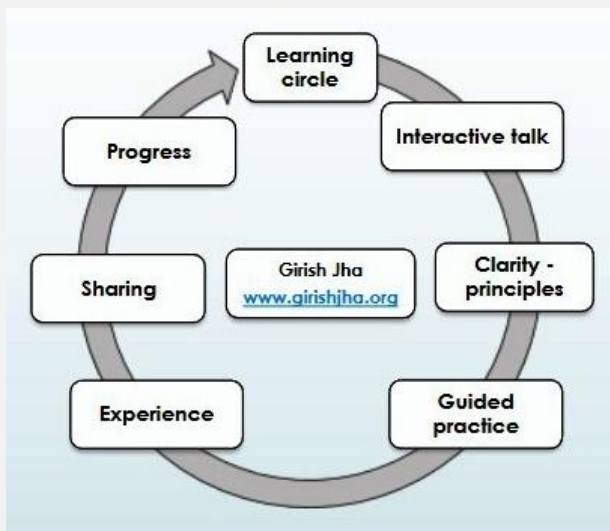 Learning
circle
Interactive talk
Clarity -
principles
Guided
practice
Experience
Sharing
Progress
Girish Jha
www.girishjha.org